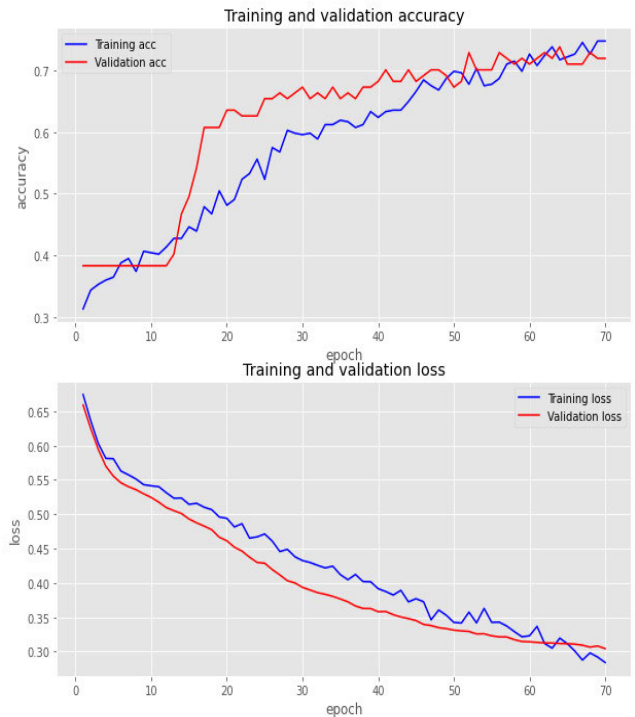 Training and validation accuracy
Training acc
Validation acc
0.7
0.6
0.5
0.4
0.3
accuracy
0 10 20 30 40 50 60 70
epoch
Training and validation loss
Training loss
Validation loss
0.65
0.60
0.55
0.50
0.45
0.40
0.35
0.30
loss
0 10 20 30 40 50 60 70
epoch